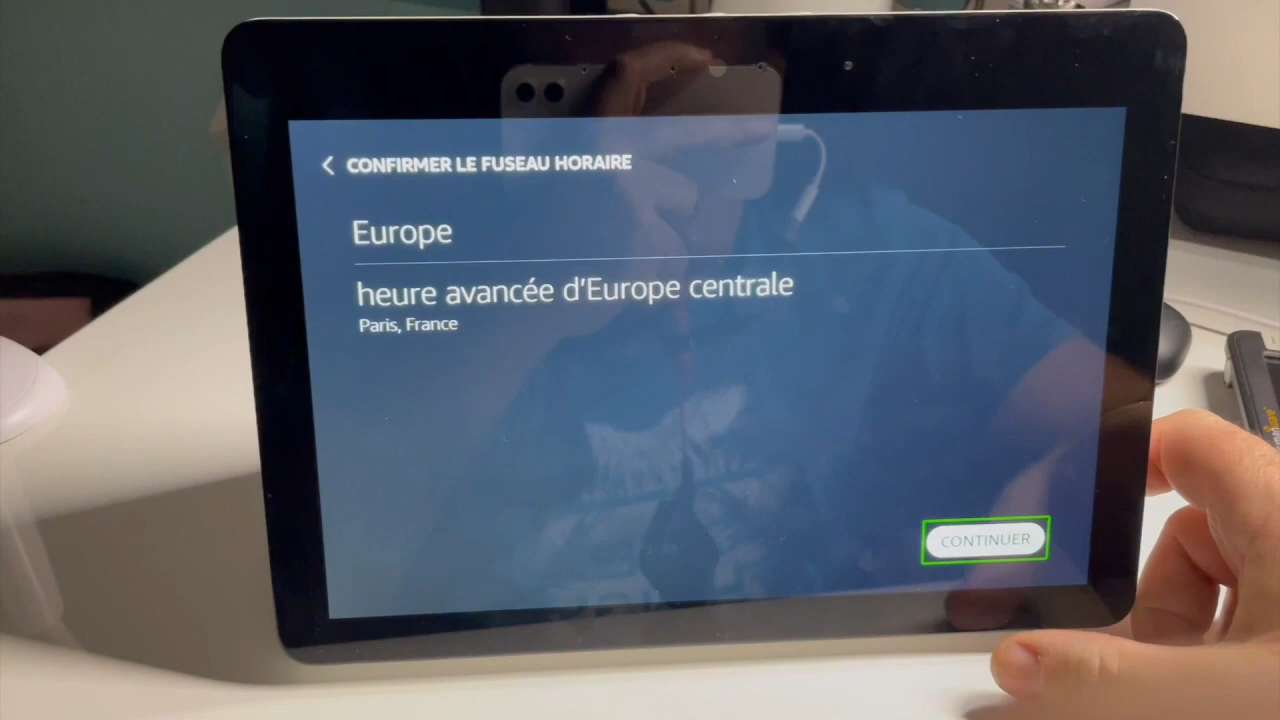 CONFIRMER LE FUSEAU HORAIRE
Europe
heure avancée d'Europe centrale
Paris, France
CONTINUER